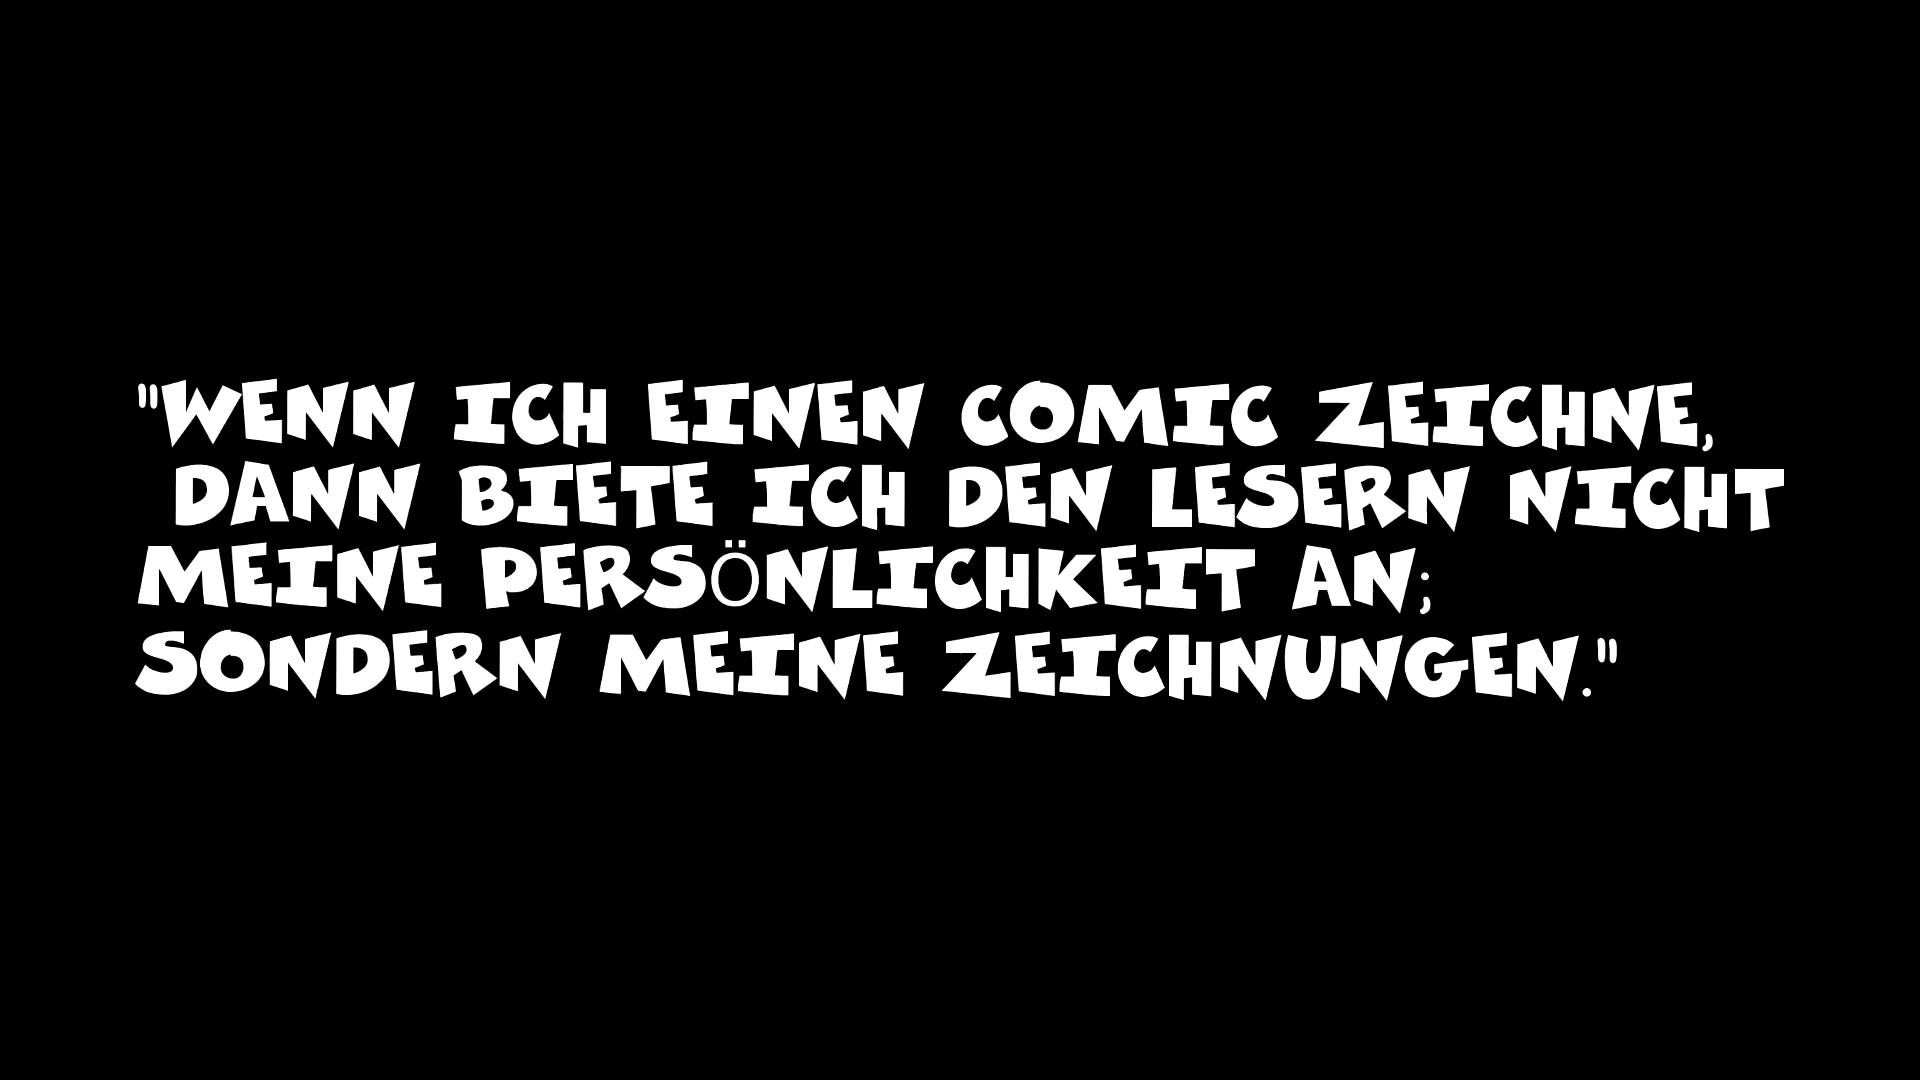 "WENN ICH EINEN COMIC ZEICHNE,
DANN BIETE ICH DEN LESERN NICHT
MEINE PERSÖNLICHKEIT AN;
SONDERN MEINE ZEICHNUNGEN."